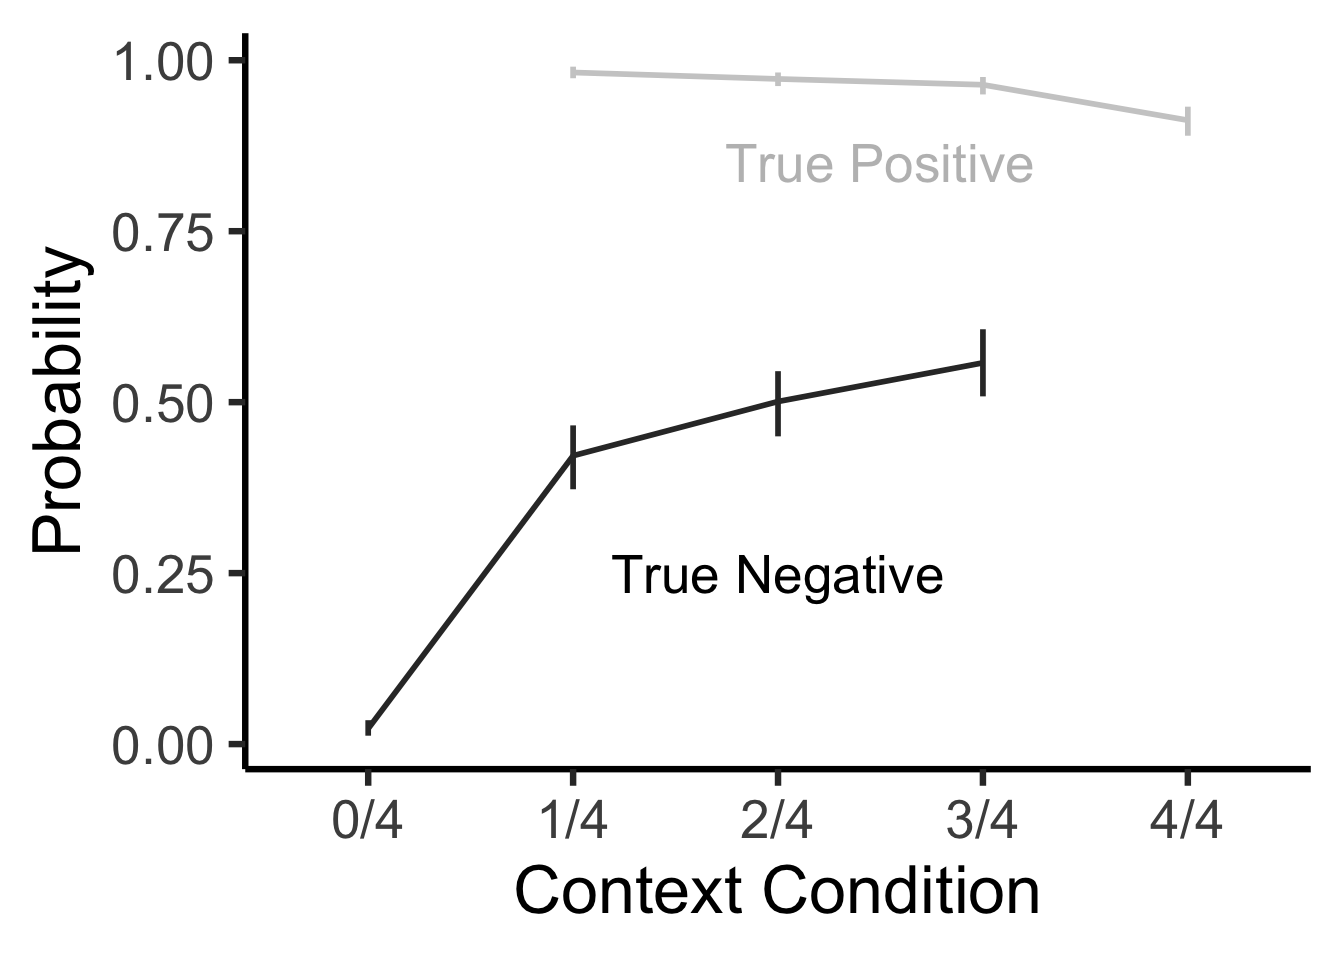 1.00
0.75
0.50
0.25
0.00
Probability
True Positive
True Negative
0/4 1/4 2/4 3/4 4/4
Context Condition